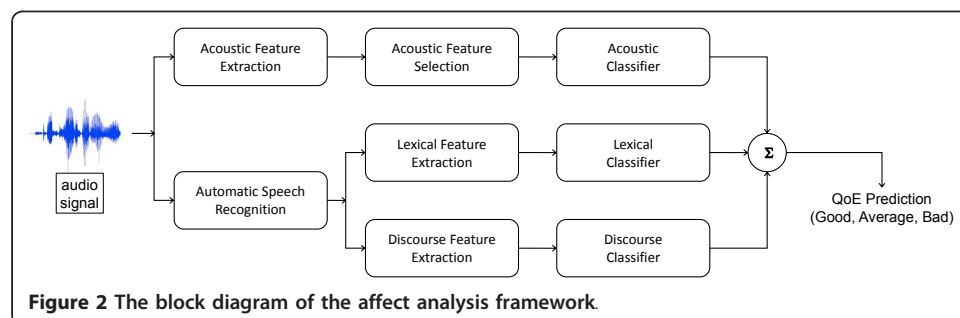 Acoustic Feature
Extraction
Acoustic Feature
Selection
Acoustic
Classifier
audio
signal
Automatic Speech
Recognition
Lexical Feature
Extraction
Lexical
Classifier
Discourse Feature
Extraction
Discourse
Classifier
Σ
QoE Prediction
(Good, Average, Bad)
Figure 2 The block diagram of the affect analysis framework.